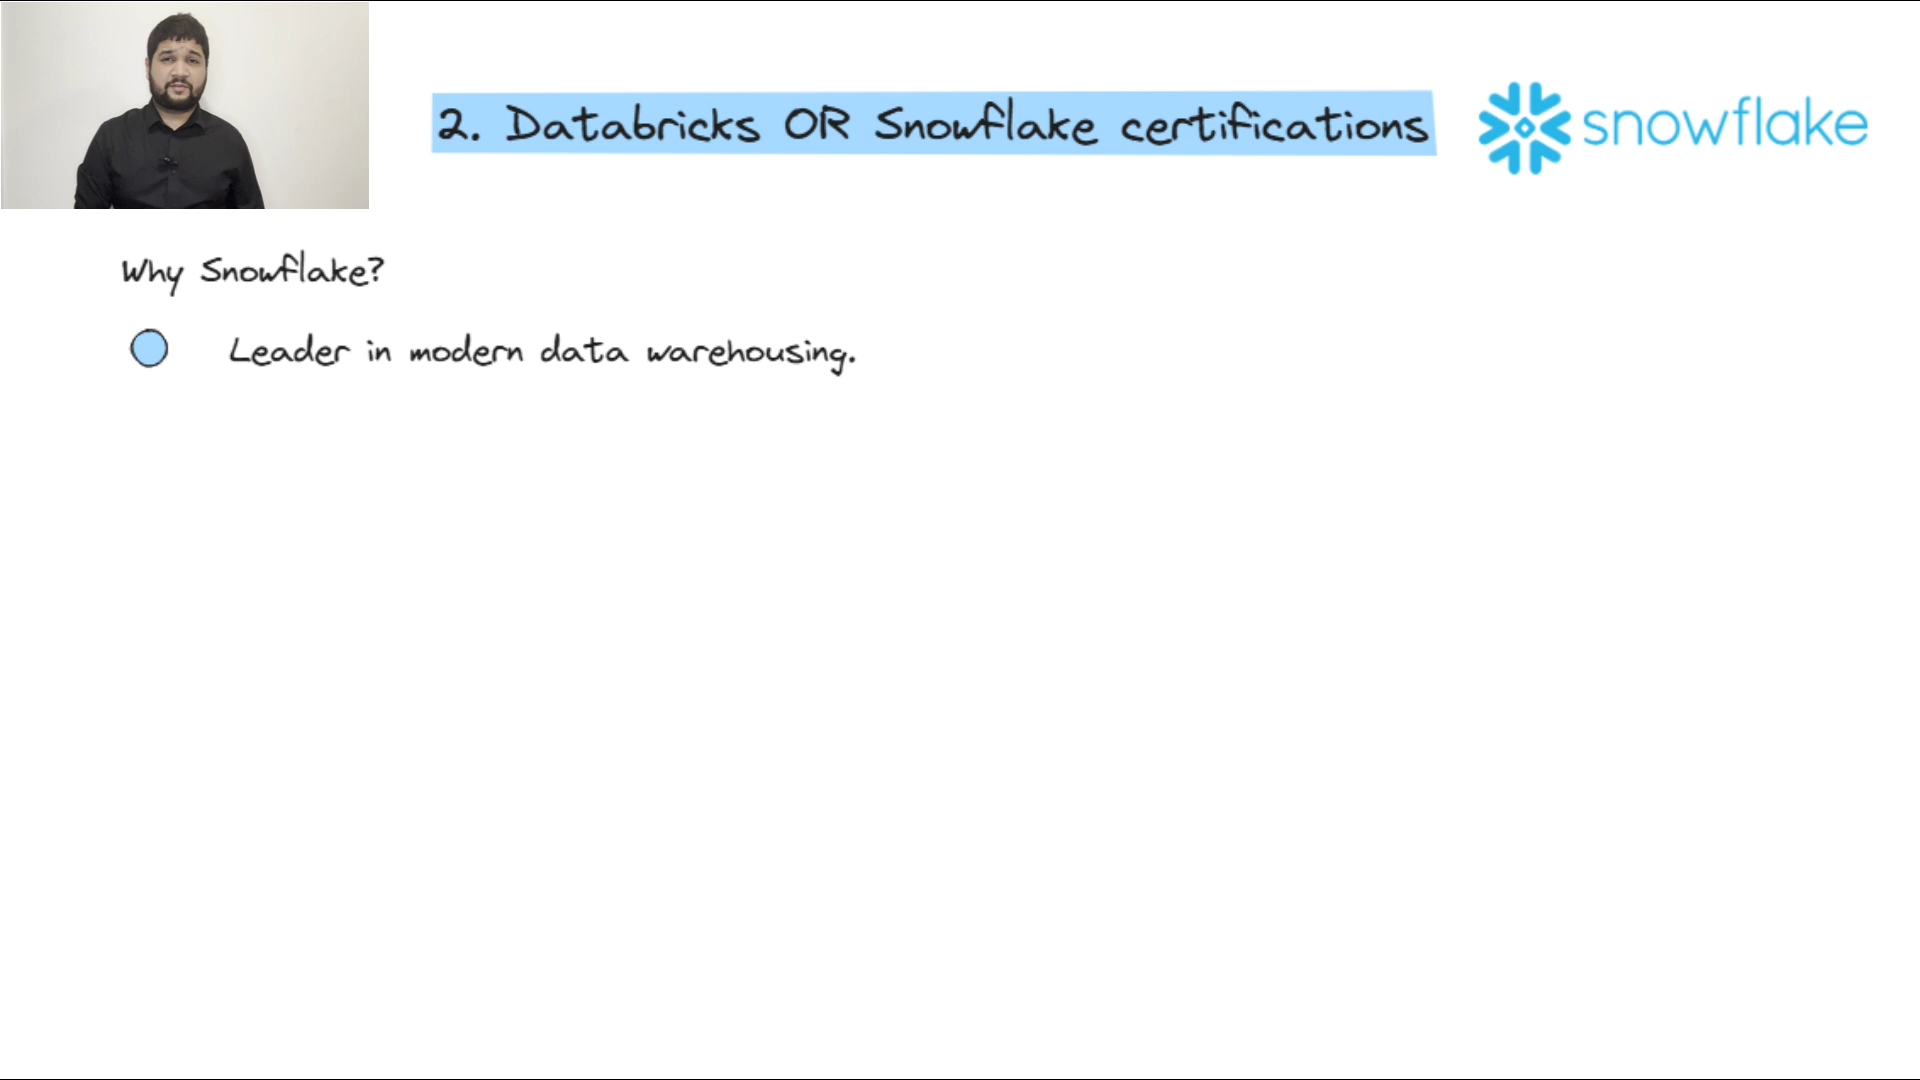 2. Databricks OR Snowflake certifications
snowflake
Why Snowflake?
Leader in modern data warehousing.